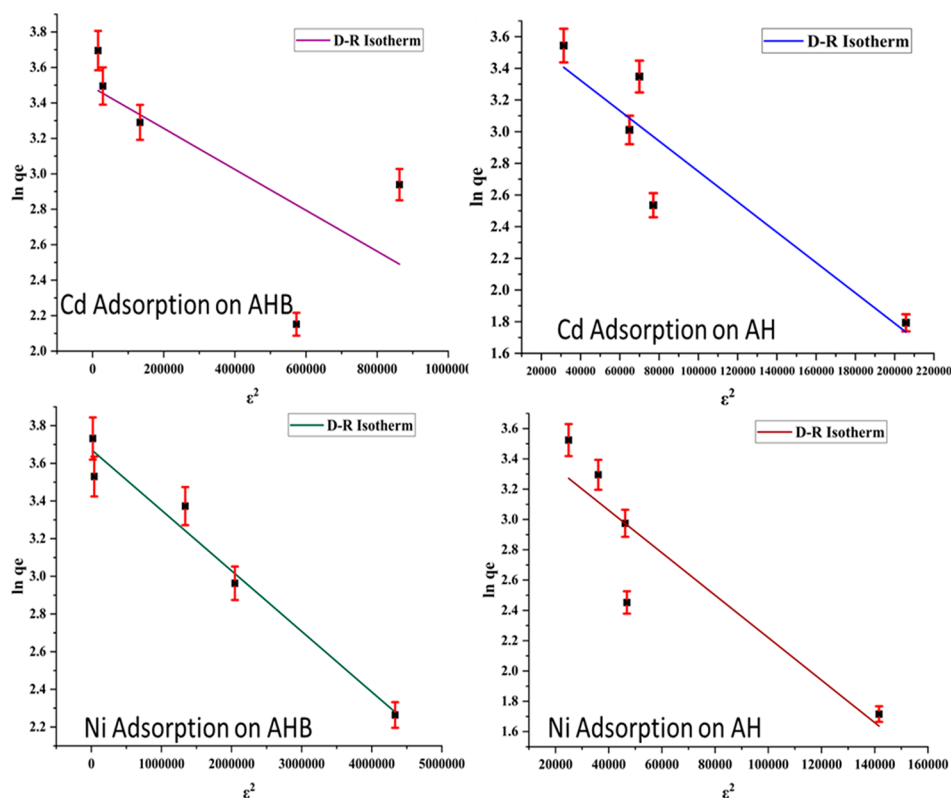 3.8
3.6
3.4
3.2
3.0
2.8
2.6
2.4
2.2
2.0
ln qe
D-R Isotherm
Cd Adsorption on AHB
0 200000 400000 600000 800000 1000000
ε²
3.6
3.4
3.2
3.0
2.8
2.6
2.4
2.2
2.0
1.8
1.6
ln qe
D-R Isotherm
Cd Adsorption on AH
20000 40000 60000 80000 100000 120000 140000 160000 180000 200000 220000
ε²
3.8
3.6
3.4
3.2
3.0
2.8
2.6
2.4
2.2
ln qe
D-R Isotherm
Ni Adsorption on AHB
0 1000000 2000000 3000000 4000000 5000000
ε²
3.6
3.4
3.2
3.0
2.8
2.6
2.4
2.2
2.0
1.8
1.6
ln qe
D-R Isotherm
Ni Adsorption on AH
20000 40000 60000 80000 100000 120000 140000 160000
ε²